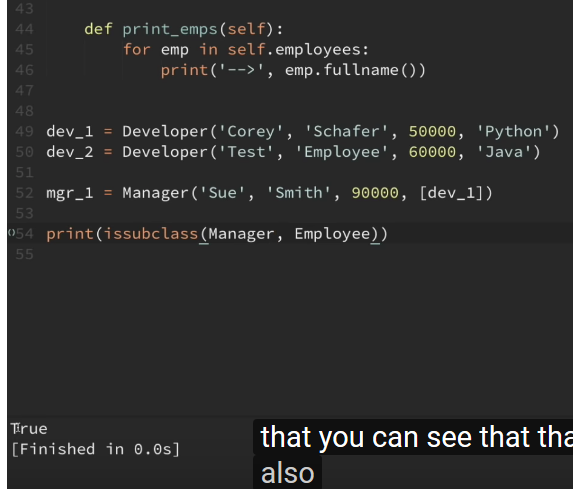 43
44 def print_emps(self):
45 for emp in self.employees:
46 print('-->', emp.fullname())
47
48
49 dev_1 = Developer('Corey', 'Schafer', 50000, 'Python')
50 dev_2 = Developer('Test', 'Employee', 60000, 'Java')
51
52 mgr_1 = Manager('Sue', 'Smith', 90000, [dev_1])
53
54 print(issubclass(Manager, Employee))
55
True
[Finished in 0.0s]
that you can see that tha
also